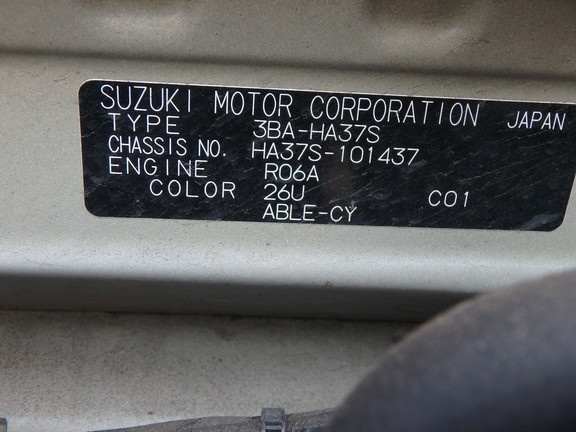 SUZUKI MOTOR CORPORATION JAPAN
TYPE 3BA-HA37S
CHASSIS NO. HA37S-101437
ENGINE R06A
COLOR 26U C01
ABLE-CY